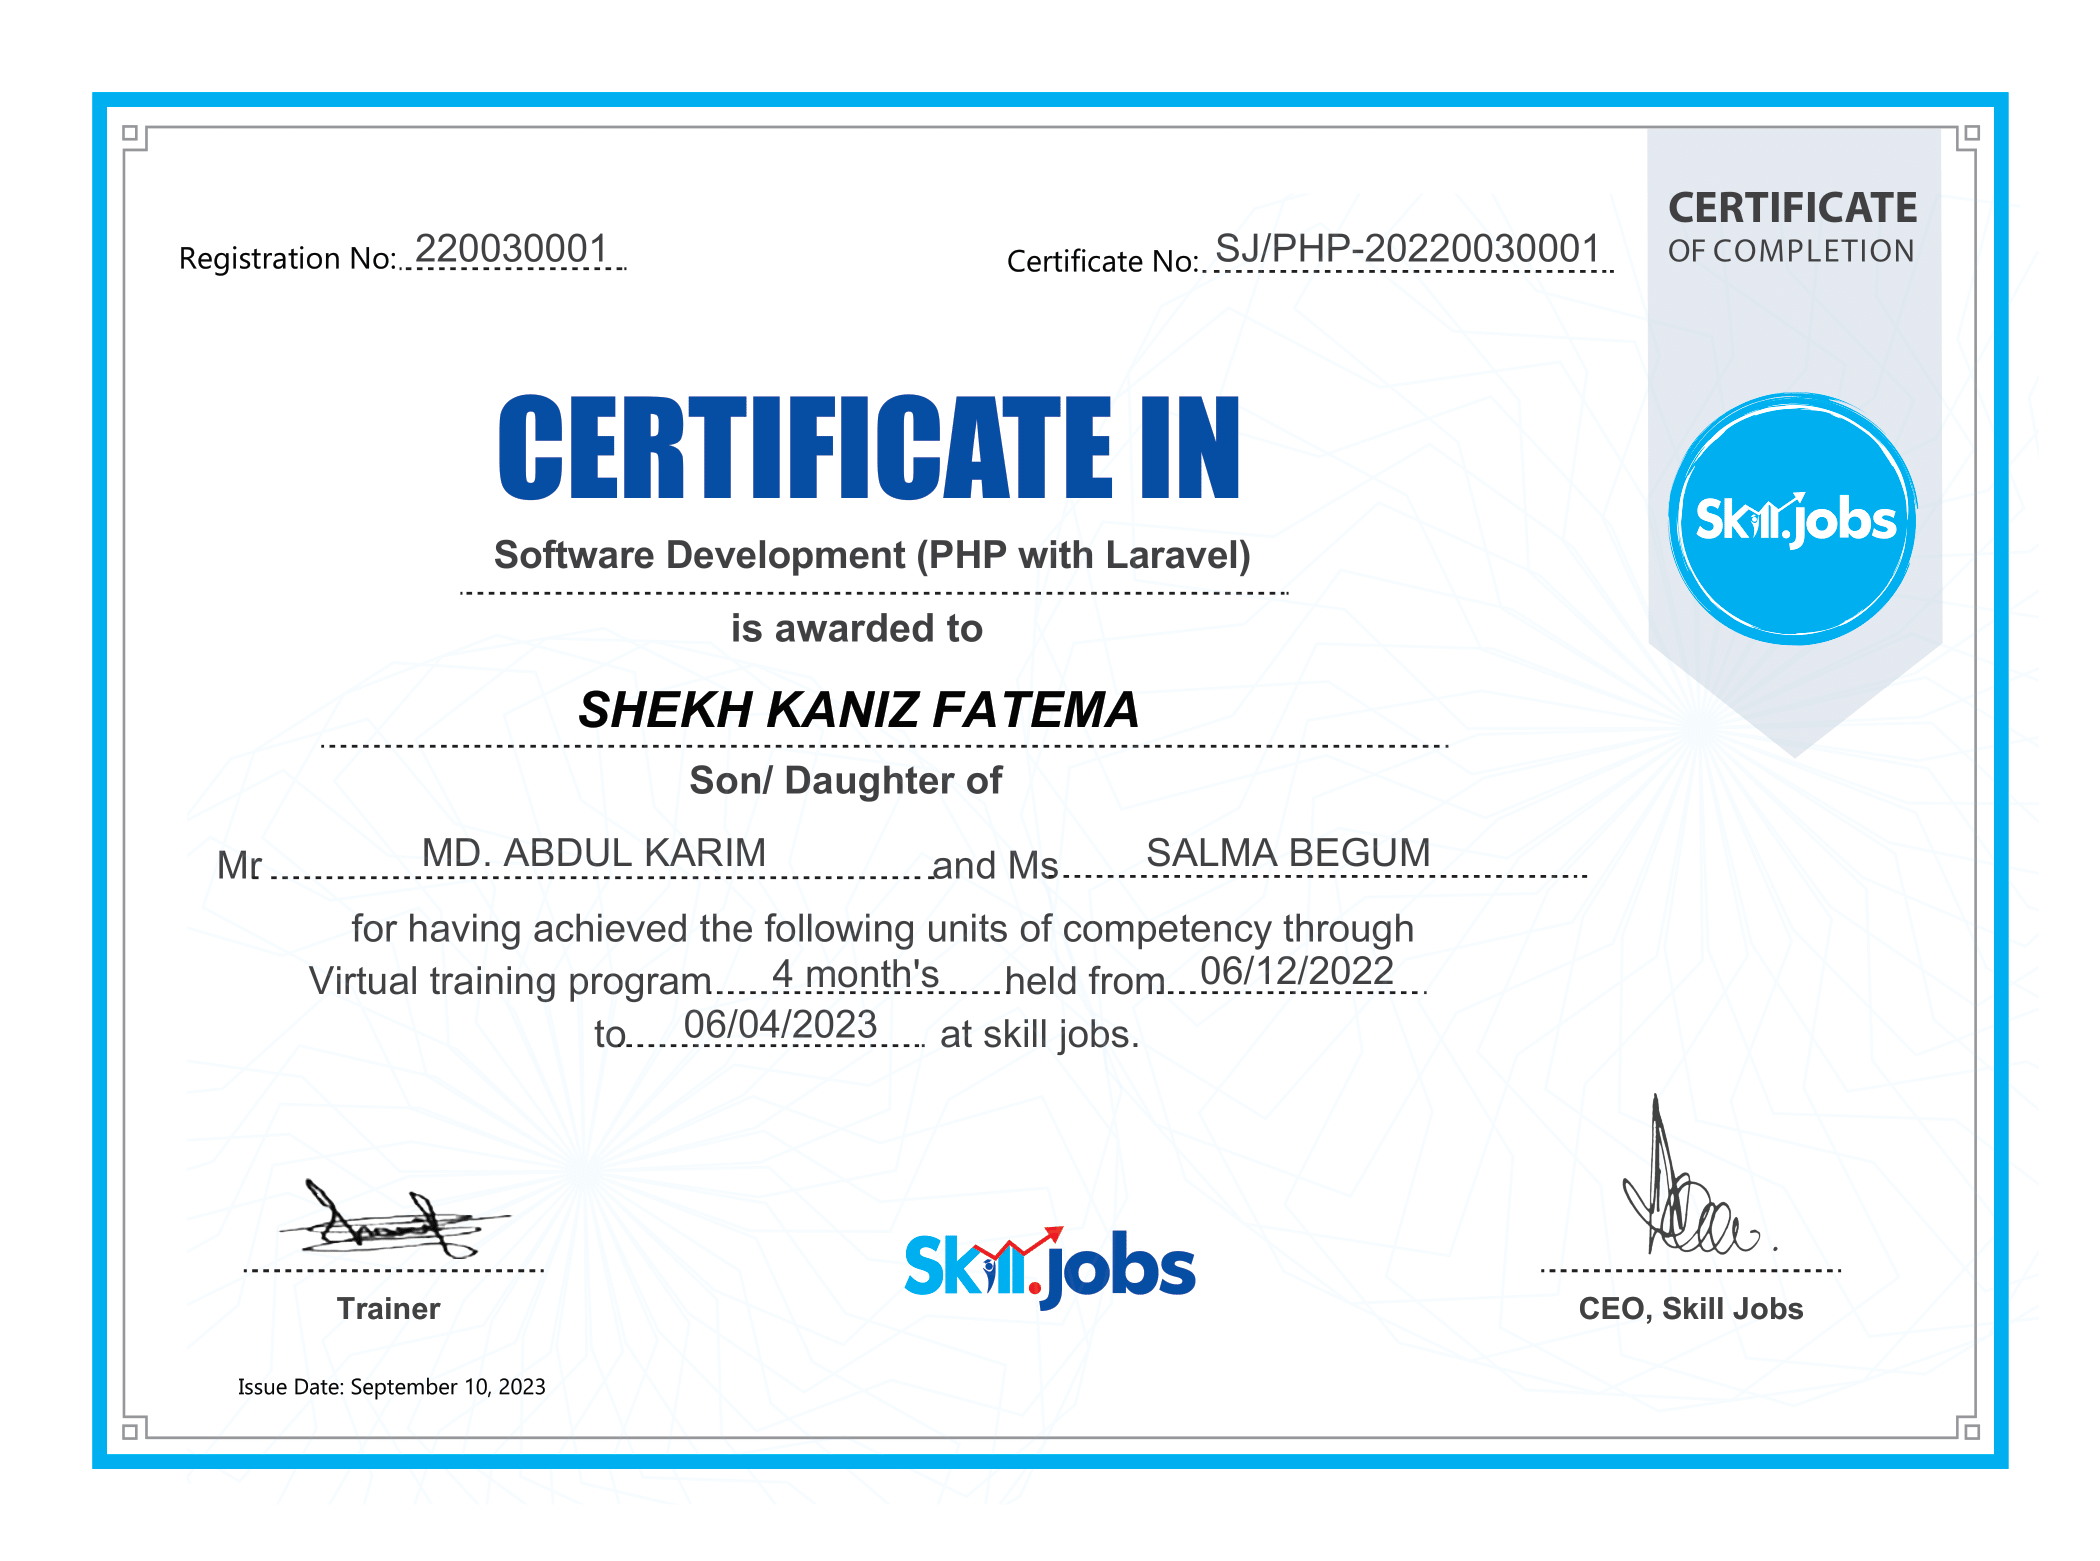 Registration No: 220030001
Certificate No: SJ/PHP-20220030001
CERTIFICATE
OF COMPLETION
CERTIFICATE IN
Skill.jobs
Software Development (PHP with Laravel)
is awarded to
SHEKH KANIZ FATEMA
Son/ Daughter of
Mr MD. ABDUL KARIM and Ms SALMA BEGUM
for having achieved the following units of competency through
Virtual training program 4 month's held from 06/12/2022
to 06/04/2023 at skill jobs.
Skill.jobs
Trainer
CEO, Skill Jobs
Issue Date: September 10, 2023